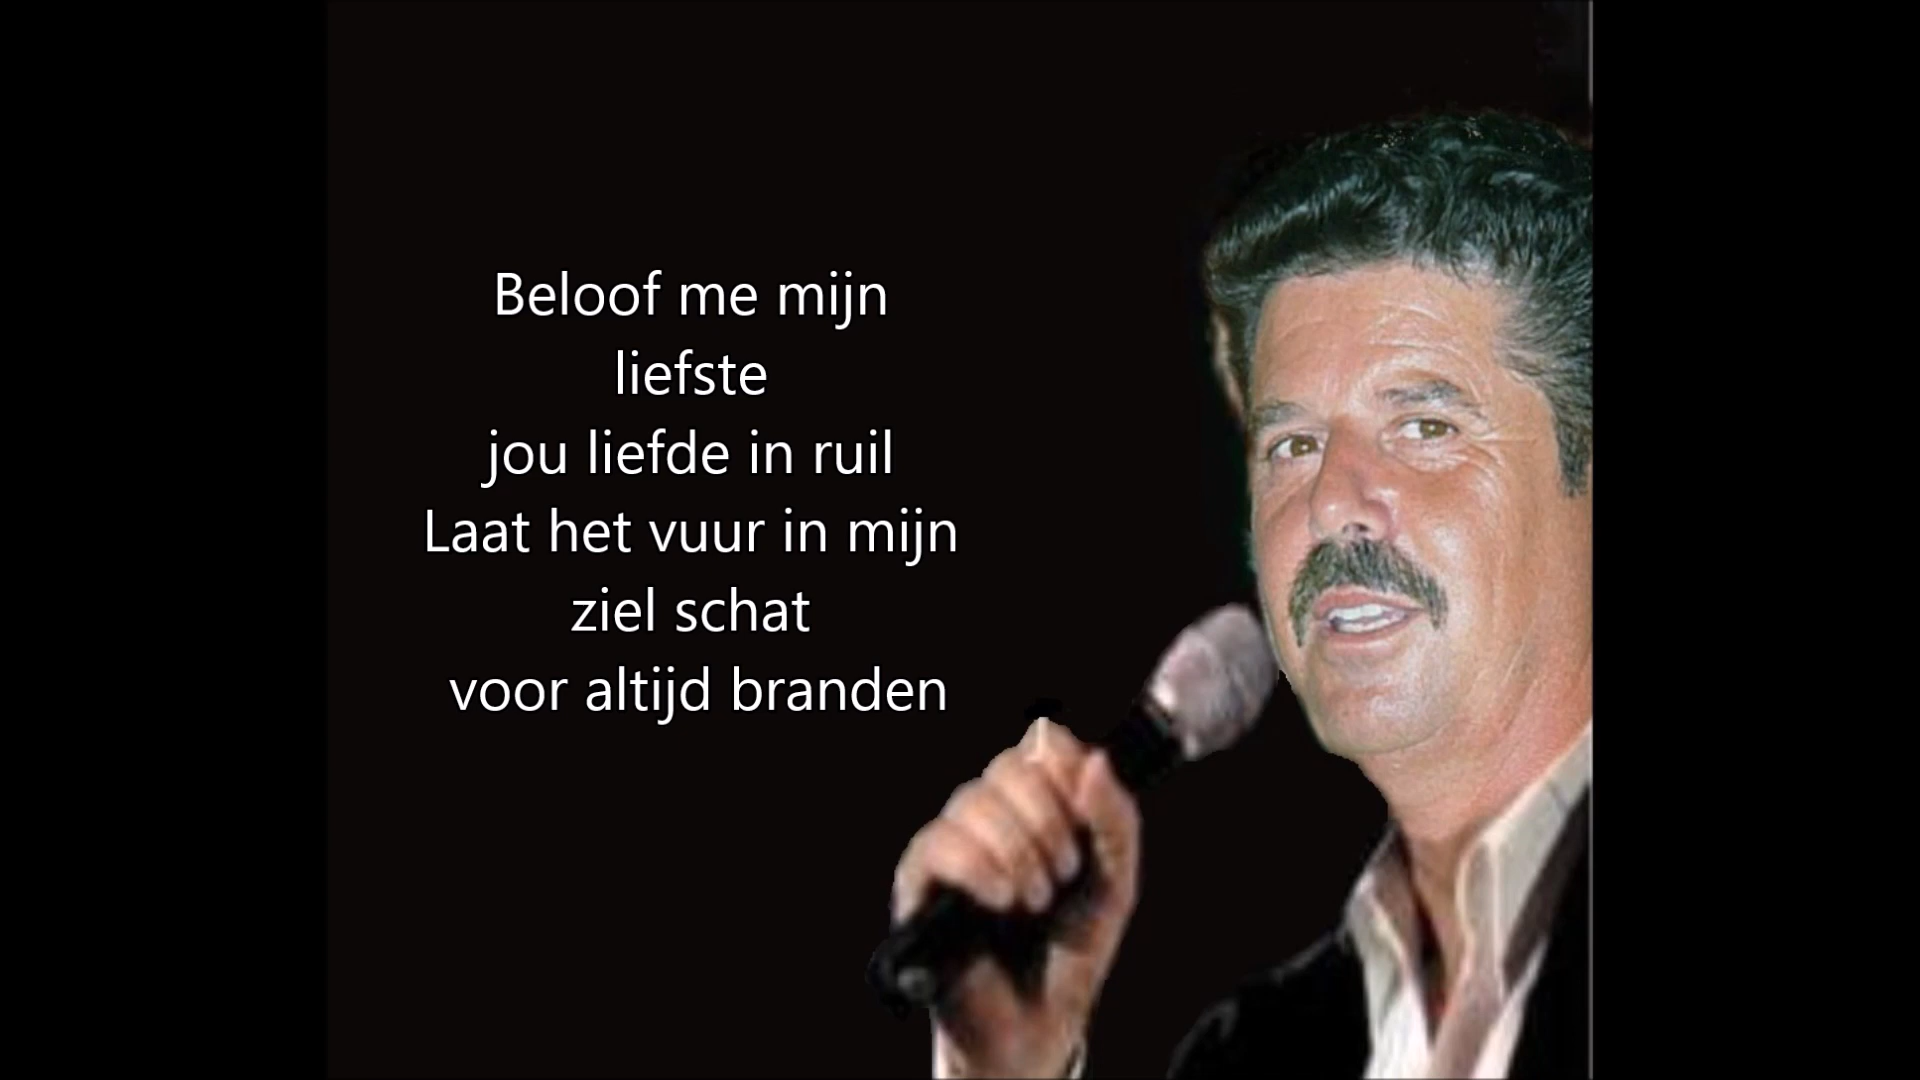 Beloof me mijn
liefste
jou liefde in ruil
Laat het vuur in mijn
ziel schat
voor altijd branden